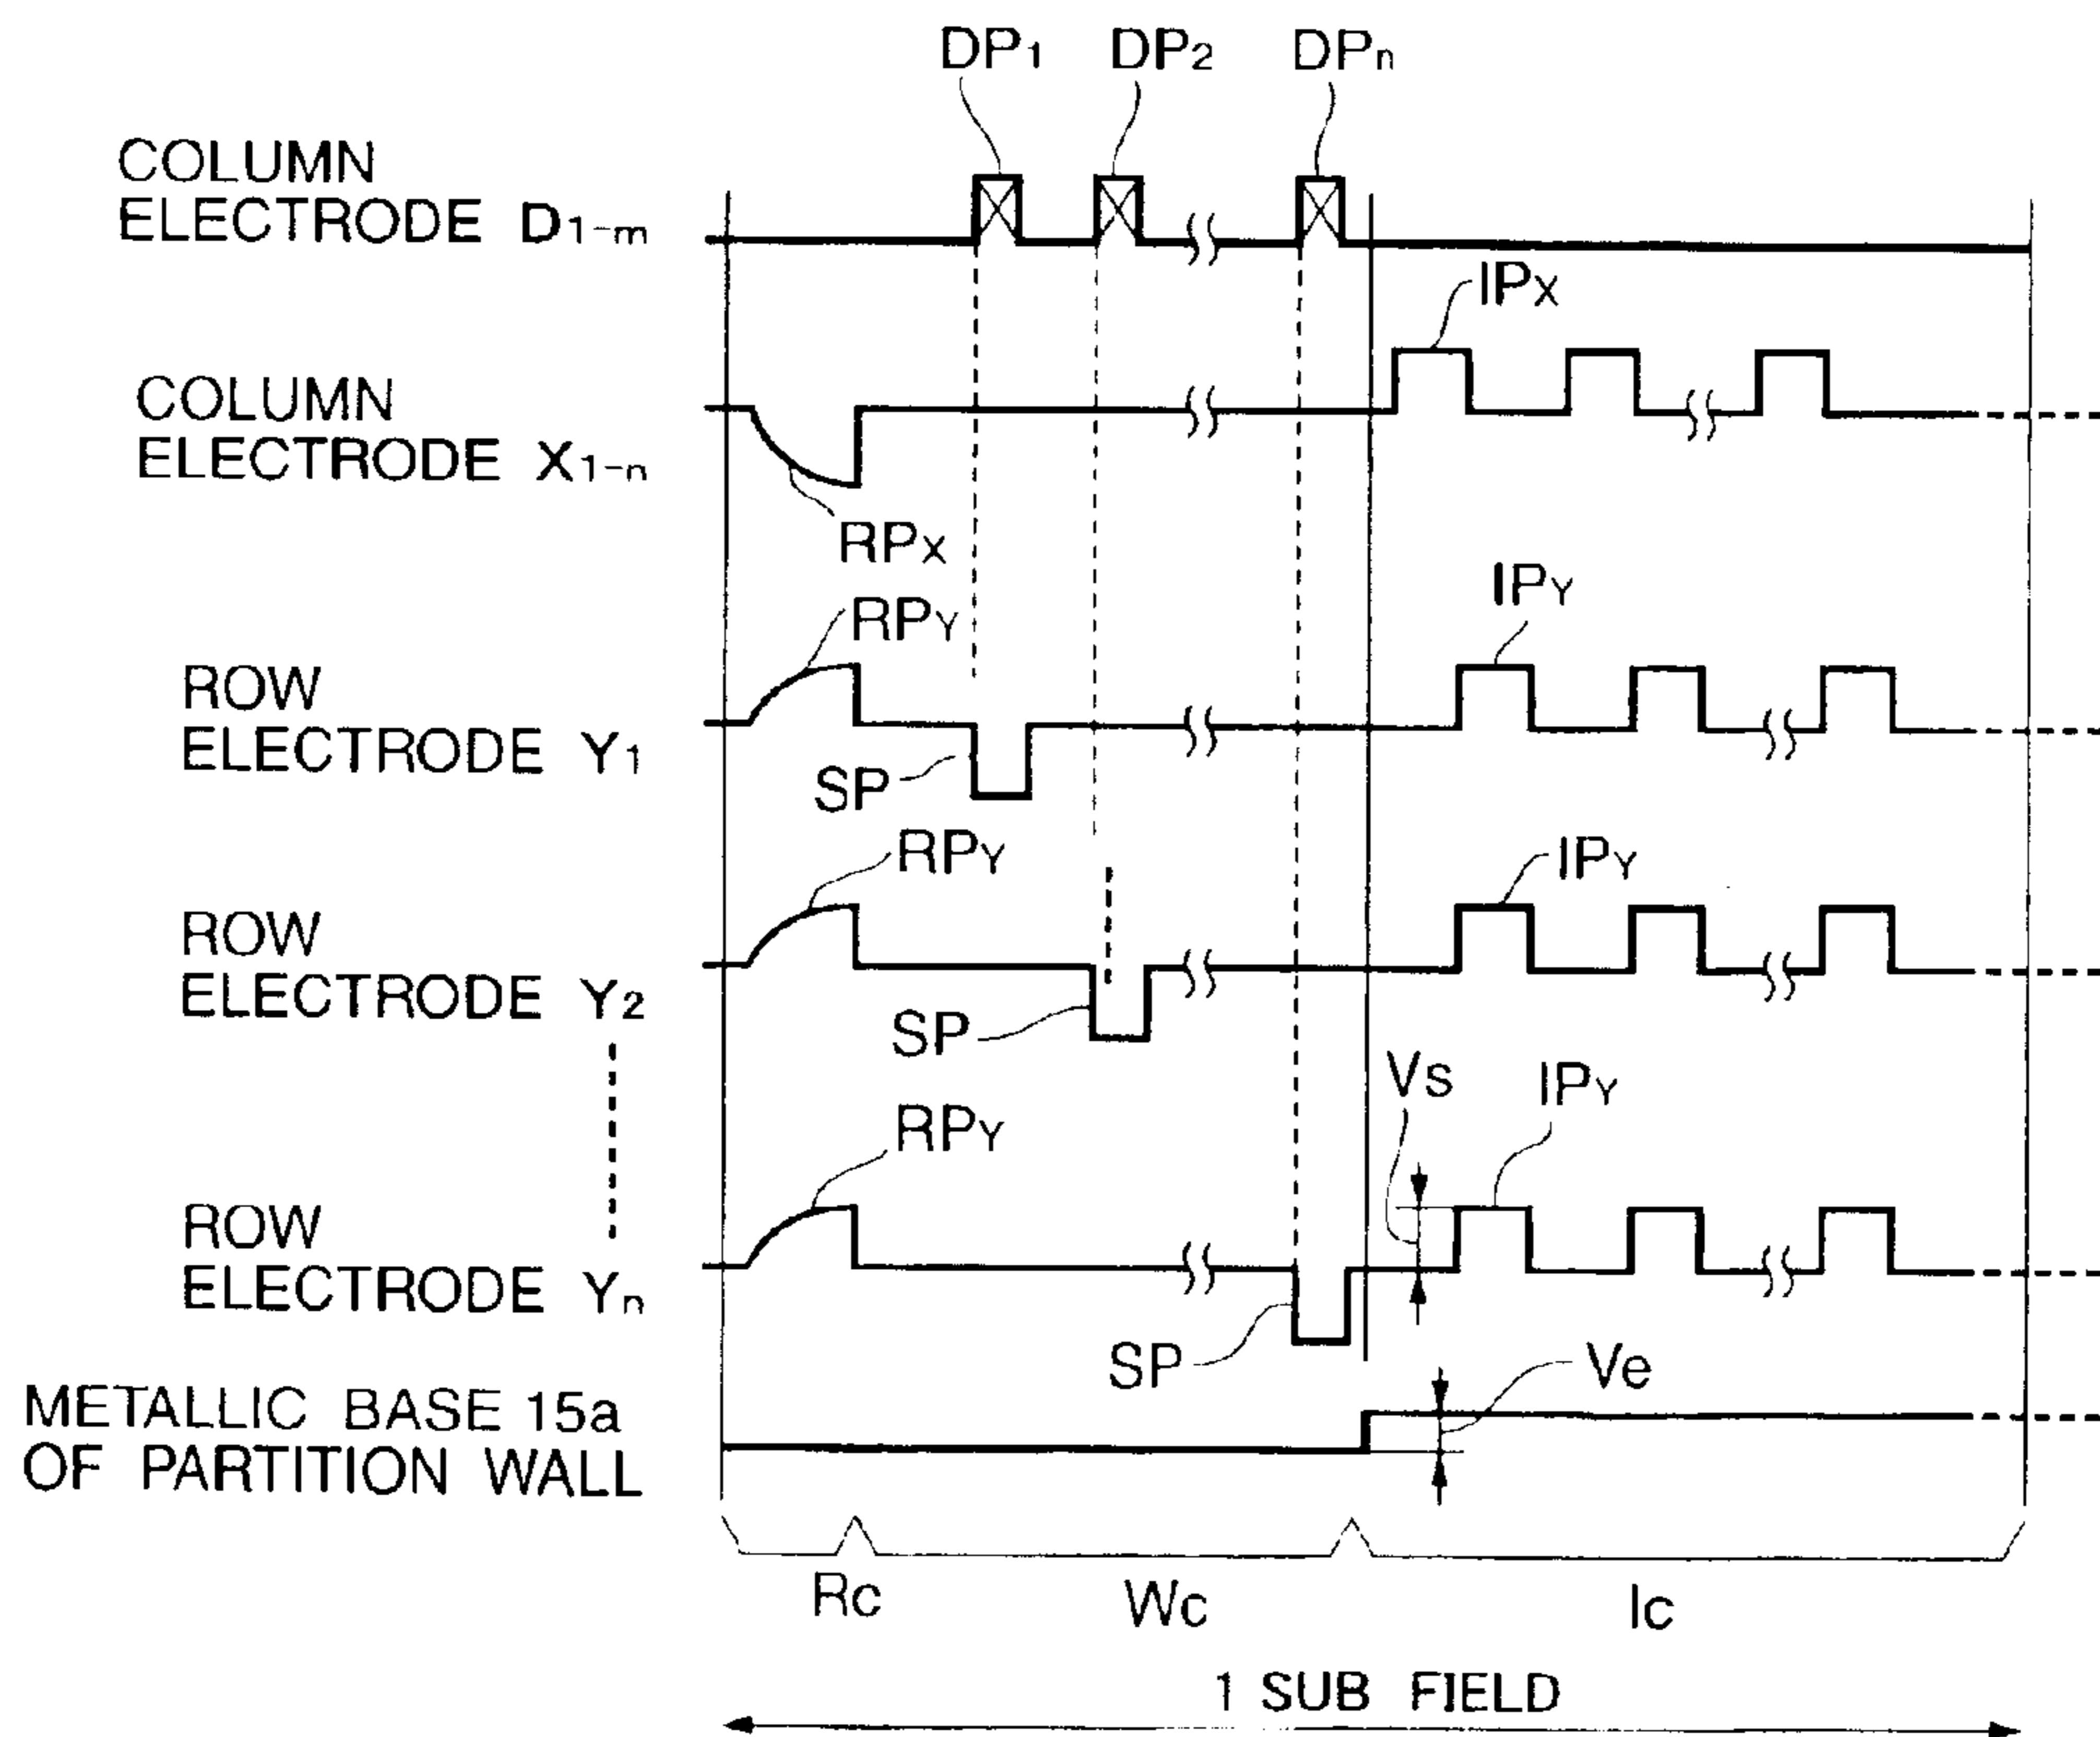 DP1 DP2 DPn
COLUMN
ELECTRODE D1-m
IPX
COLUMN
ELECTRODE X1-n
RPX
IPY
RPY
ROW
ELECTRODE Y1
SP
RPY
IPY
ROW
ELECTRODE Y2
SP
VS
IPY
RPY
ROW
ELECTRODE Yn
SP
Ve
METALLIC BASE 15a
OF PARTITION WALL
Rc Wc Ic
1 SUB FIELD